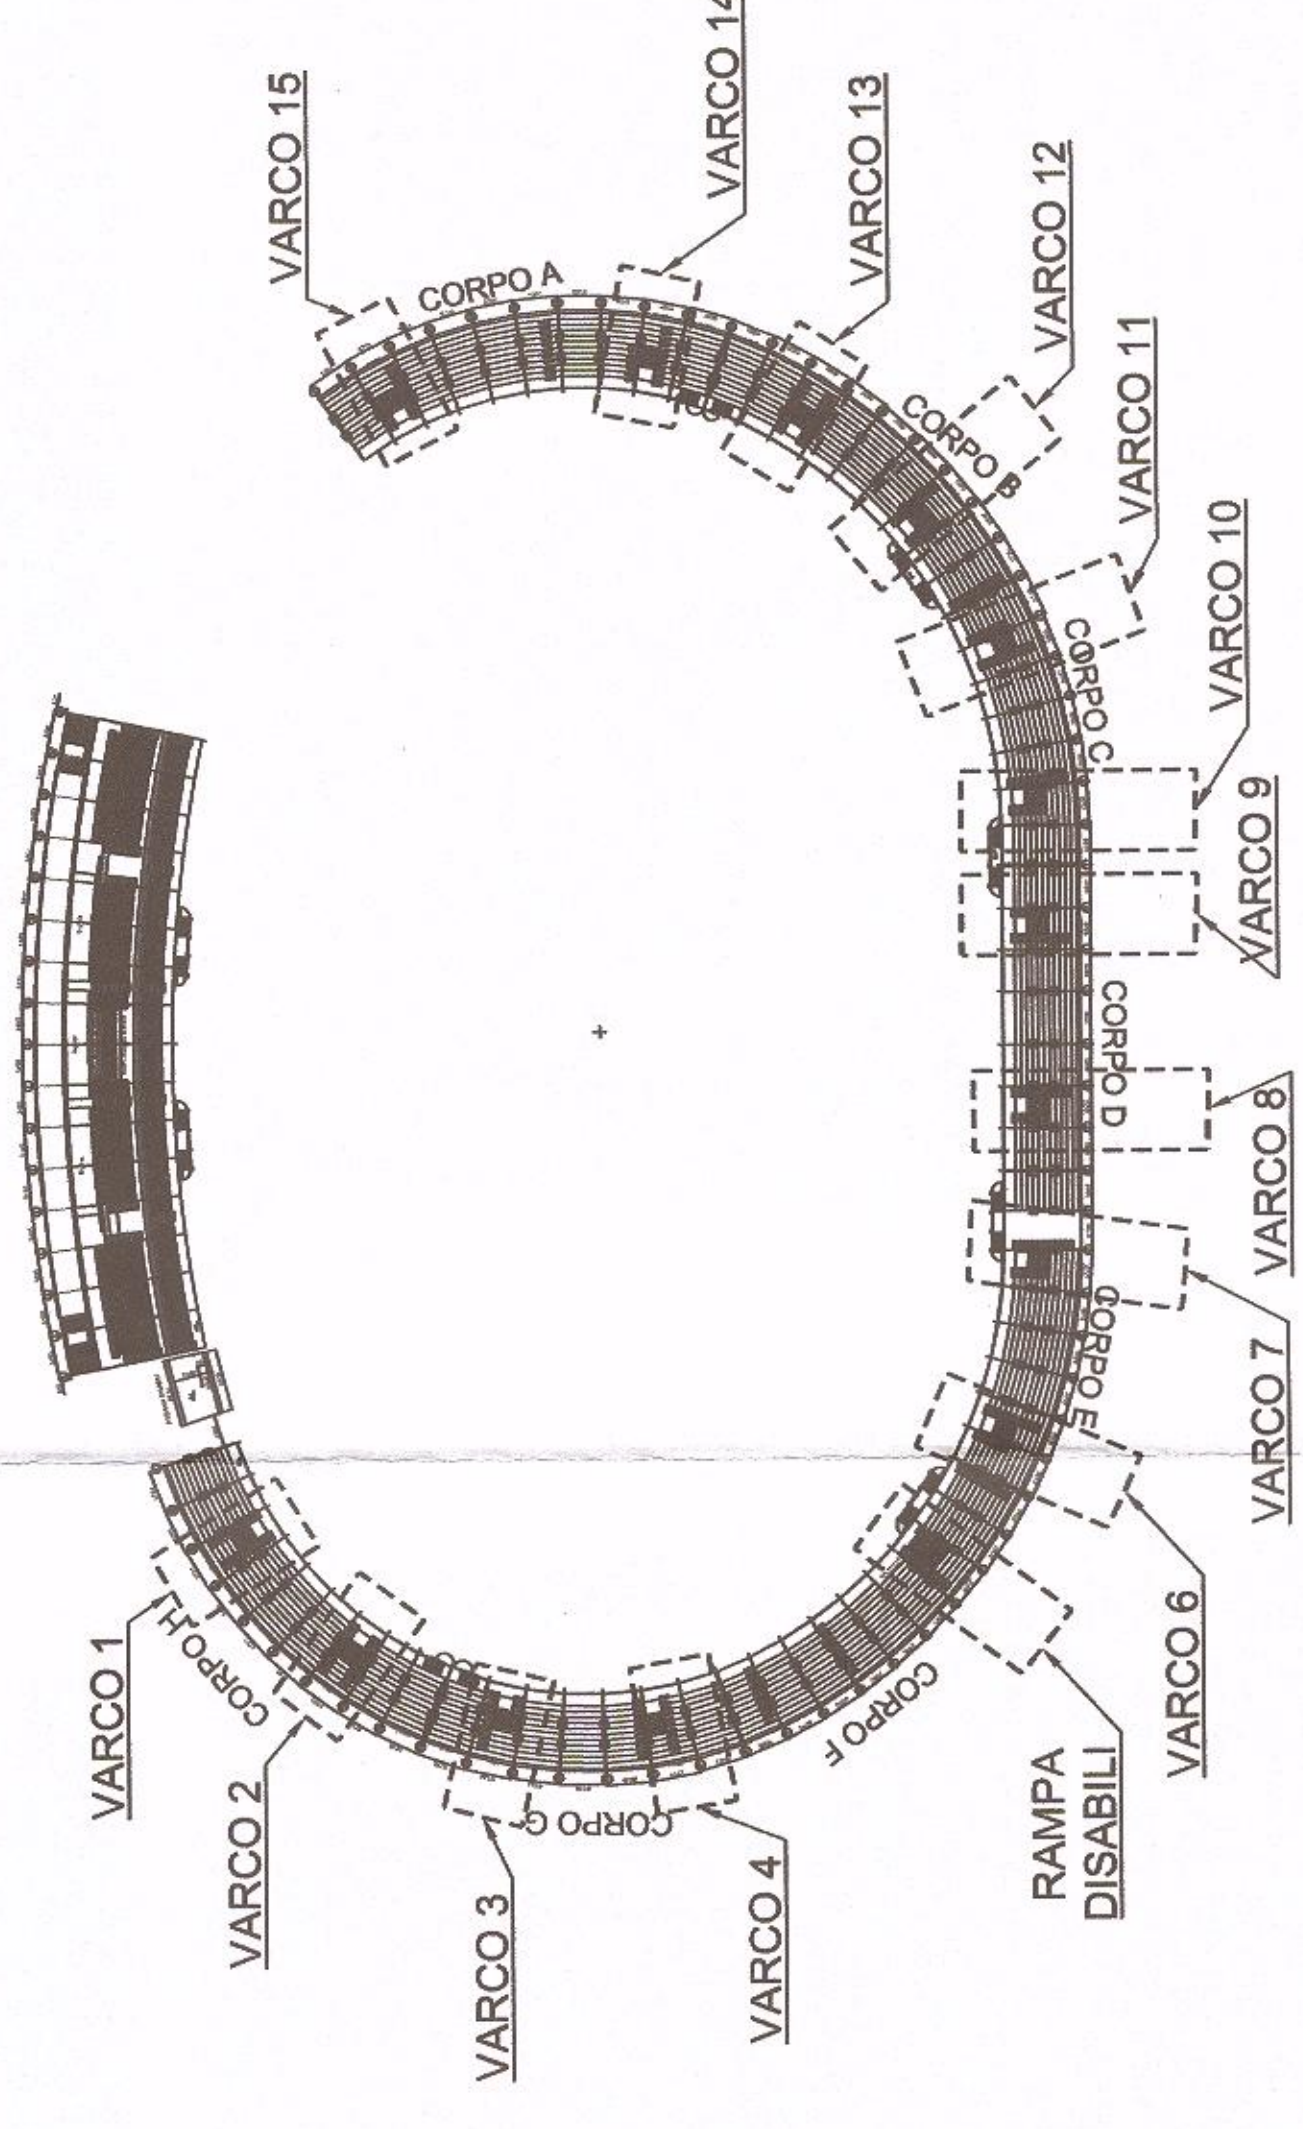 VARCO 15
VARCO 14
VARCO 13
VARCO 12
VARCO 11
VARCO 10
VARCO 9
VARCO 8
VARCO 7
VARCO 6
RAMPA
DISABILI
VARCO 4
VARCO 3
VARCO 2
VARCO 1
CORPO A
CORPO B
CORPO C
CORPO D
CORPO E
CORPO F
CORPO G
CORPO H